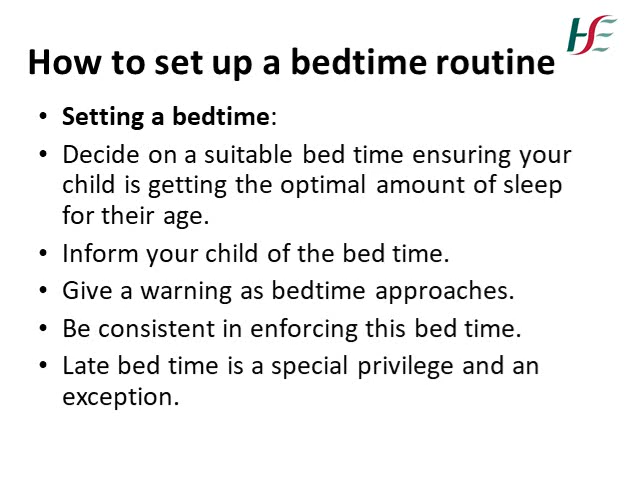 How to set up a bedtime routine
HSE
• Setting a bedtime:
• Decide on a suitable bed time ensuring your
child is getting the optimal amount of sleep
for their age.
• Inform your child of the bed time.
• Give a warning as bedtime approaches.
• Be consistent in enforcing this bed time.
• Late bed time is a special privilege and an
exception.